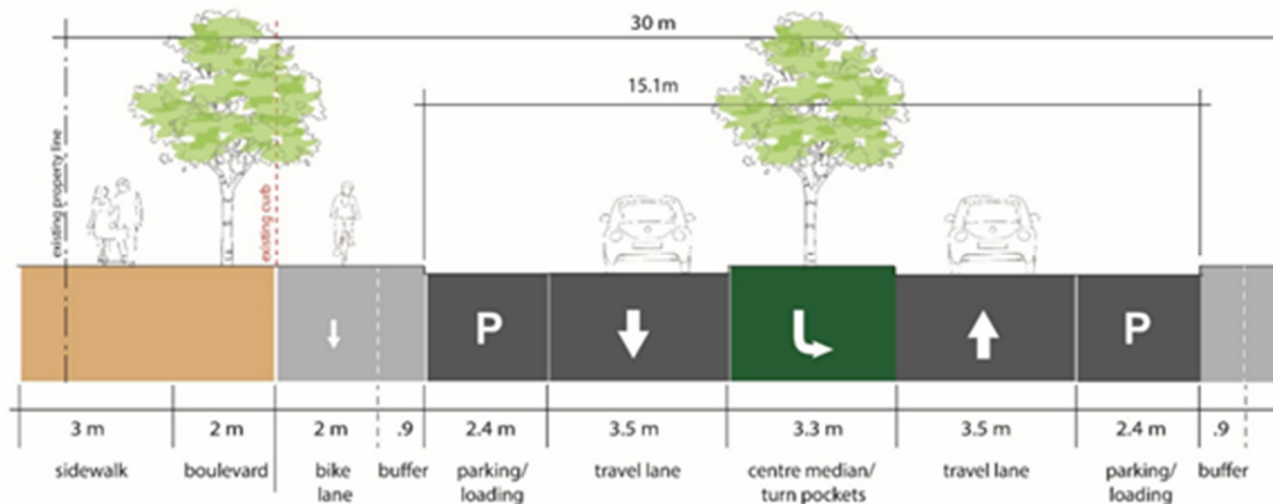 30 m
15.1m
existing property line
existing curb
P
P
3 m
2 m
2 m
.9
2.4 m
3.5 m
3.3 m
3.5 m
2.4 m
.9
sidewalk
boulevard
bike
lane
buffer
parking/
loading
travel lane
centre median/
turn pockets
travel lane
parking/
loading
buffer